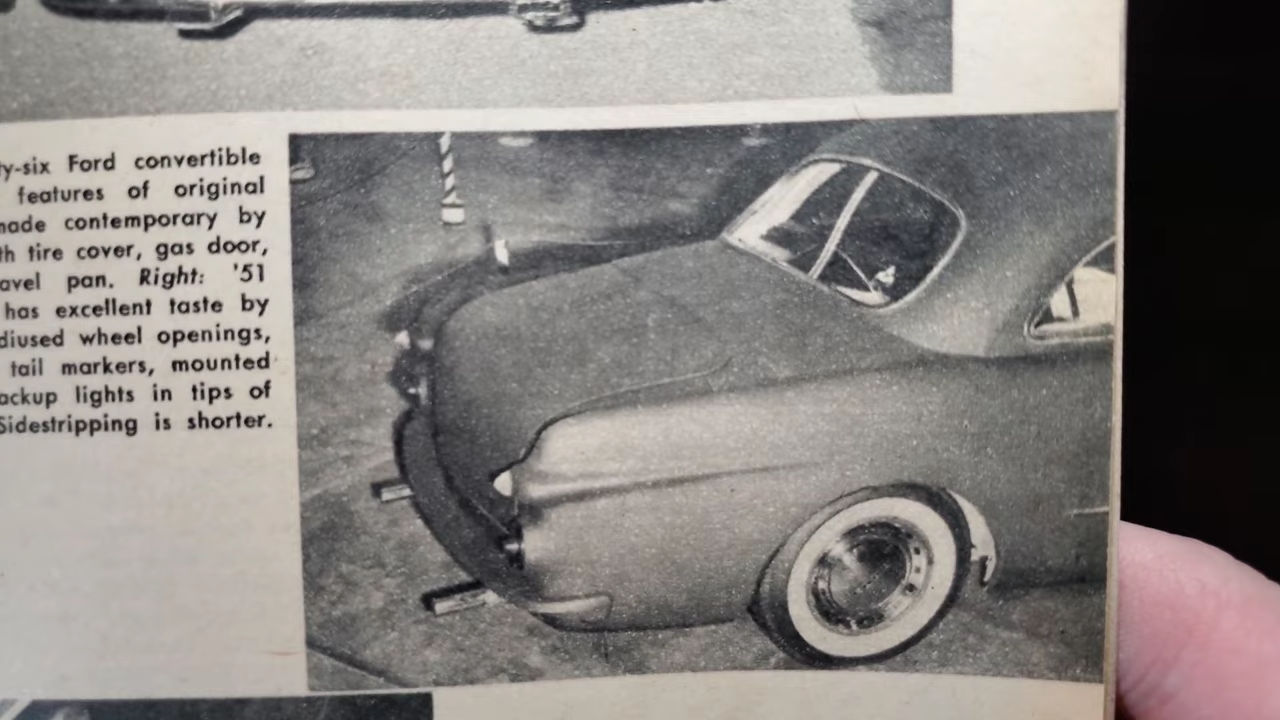 ty-six Ford convertible
features of original
made contemporary by
th tire cover, gas door,
avel pan. Right: '51
has excellent taste by
diused wheel openings,
tail markers, mounted
ackup lights in tips of
Sidestripping is shorter.